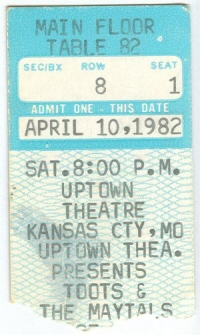 MAIN FLOOR
TABLE 82
SEC/BX ROW SEAT
8 1
ADMIT ONE - THIS DATE
APRIL 10,1982
SAT.8:00 P.M.
UPTOWN
THEATRE
KANSAS CTY,MO
UPTOWN THEA.
PRESENTS
TOOTS &
THE MAYTALS